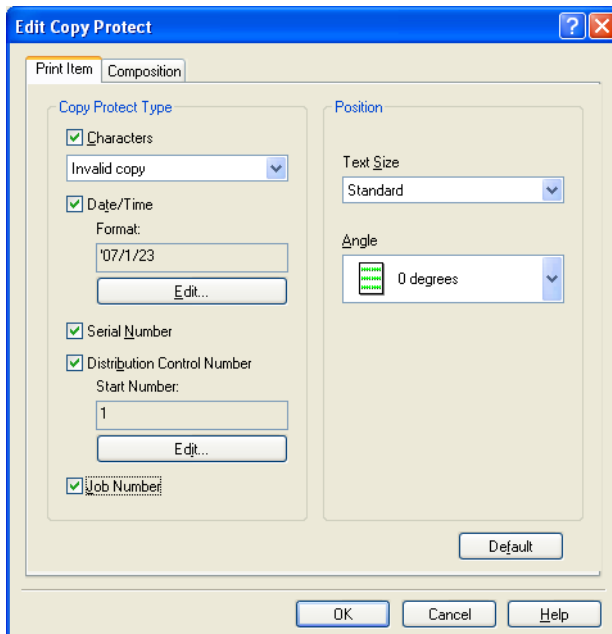 Edit Copy Protect
Print Item Composition
Copy Protect Type
Characters
Invalid copy
Date/Time
Format:
'07/1/23
Edit...
Serial Number
Distribution Control Number
Start Number:
1
Edit...
Job Number
Position
Text Size
Standard
Angle
0 degrees
Default
OK Cancel Help